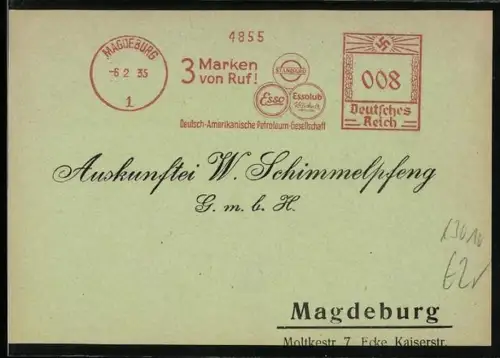 4855
MAGDEBURG
-6.2.35
1
3 Marken
von Ruf!
STANDARD
Esso
Essolub
Deutsch-Amerikanische Petroleum-Gesellschaft
008
Deutsches
Reich
Auskunftei W. Schimmelpfeng
G. m. b. H.
Magdeburg
Moltkestr. 7, Ecke Kaiserstr.